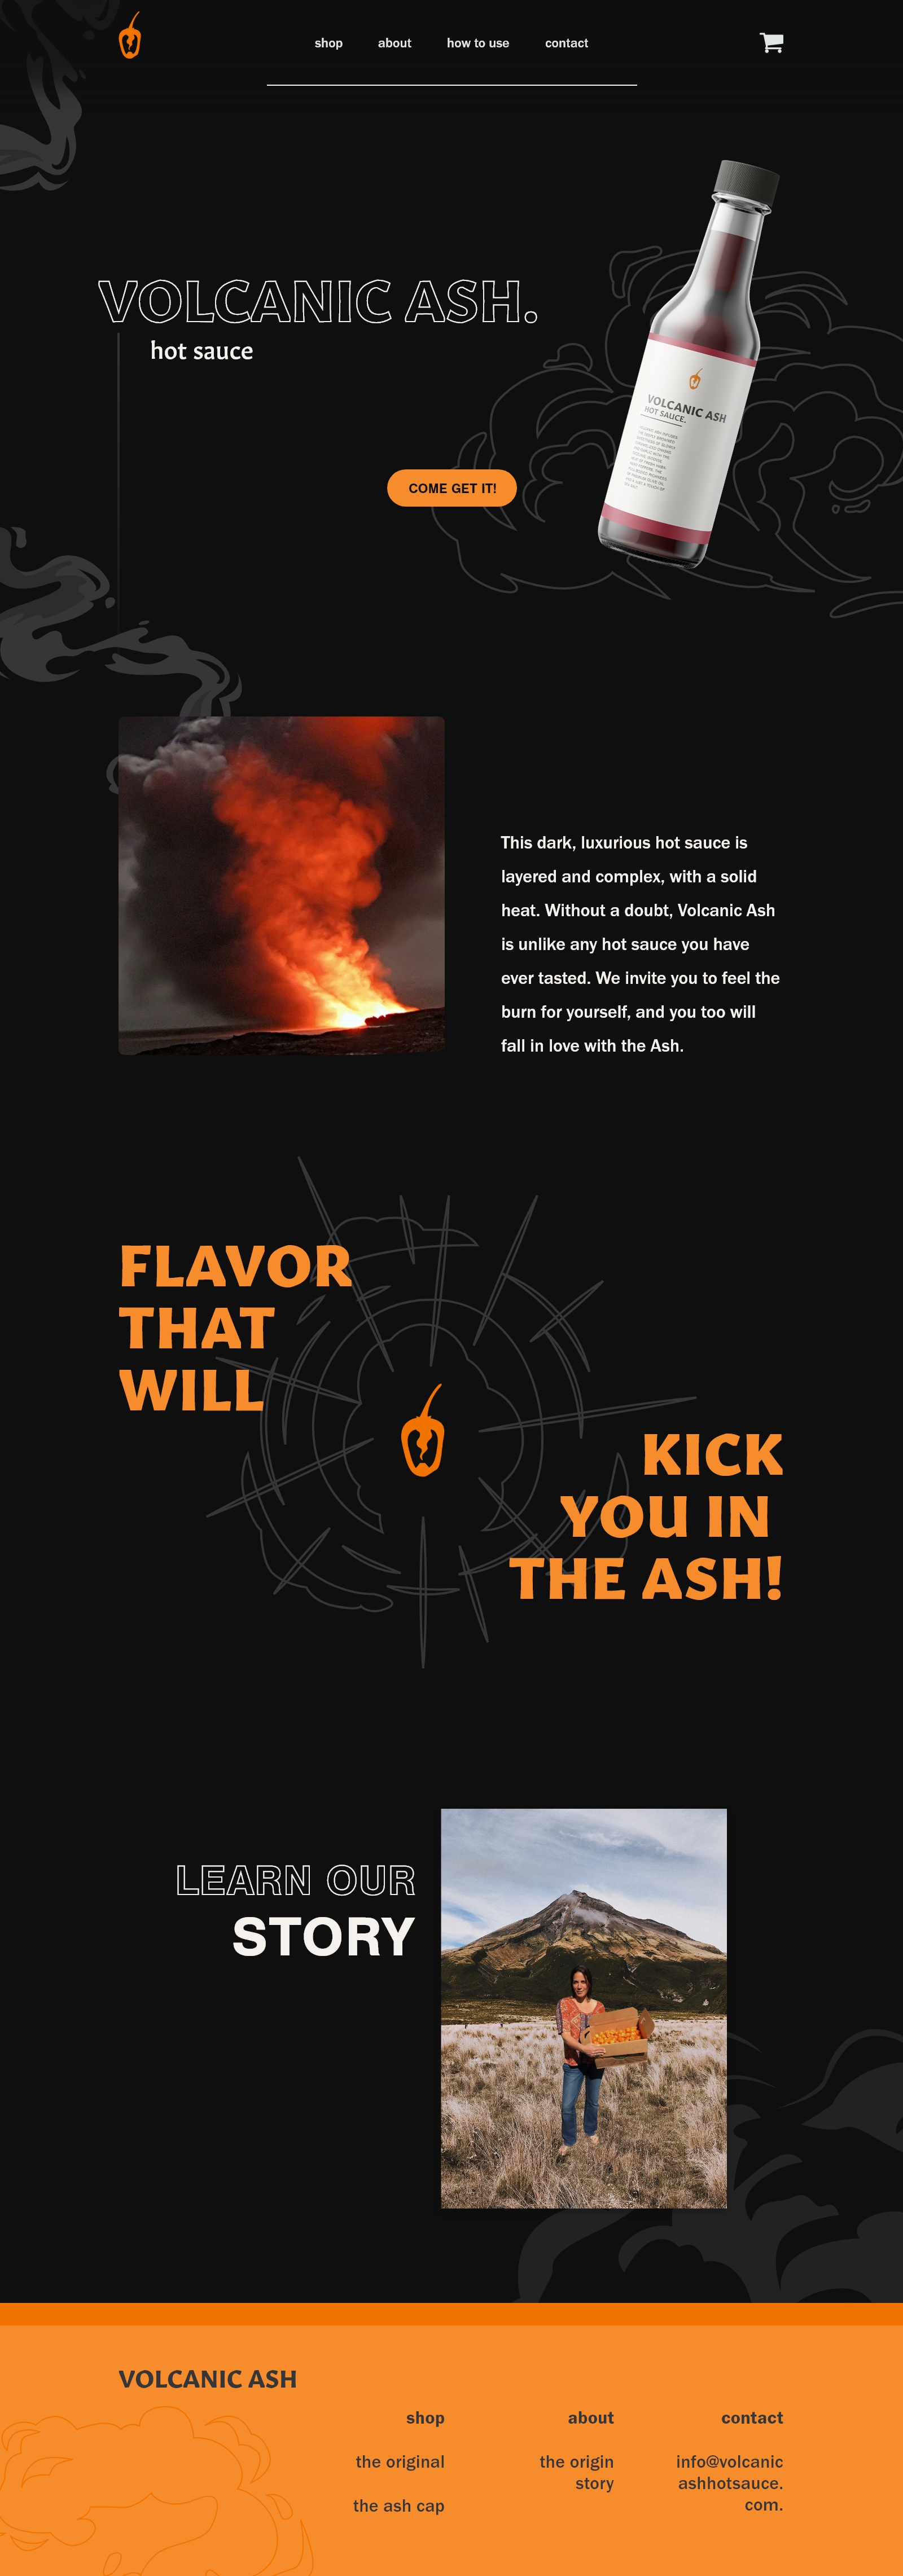 shop about how to use contact
VOLCANIC ASH.
hot sauce
VOLCANIC ASH
HOT SAUCE.
COME GET IT!
This dark, luxurious hot sauce is
layered and complex, with a solid
heat. Without a doubt, Volcanic Ash
is unlike any hot sauce you have
ever tasted. We invite you to feel the
burn for yourself, and you too will
fall in love with the Ash.
FLAVOR
THAT
WILL
KICK
YOU IN
THE ASH!
LEARN OUR
STORY
VOLCANIC ASH
shop
the original
the ash cap
about
the origin
story
contact
info@volcanic
ashhotsauce.
com.